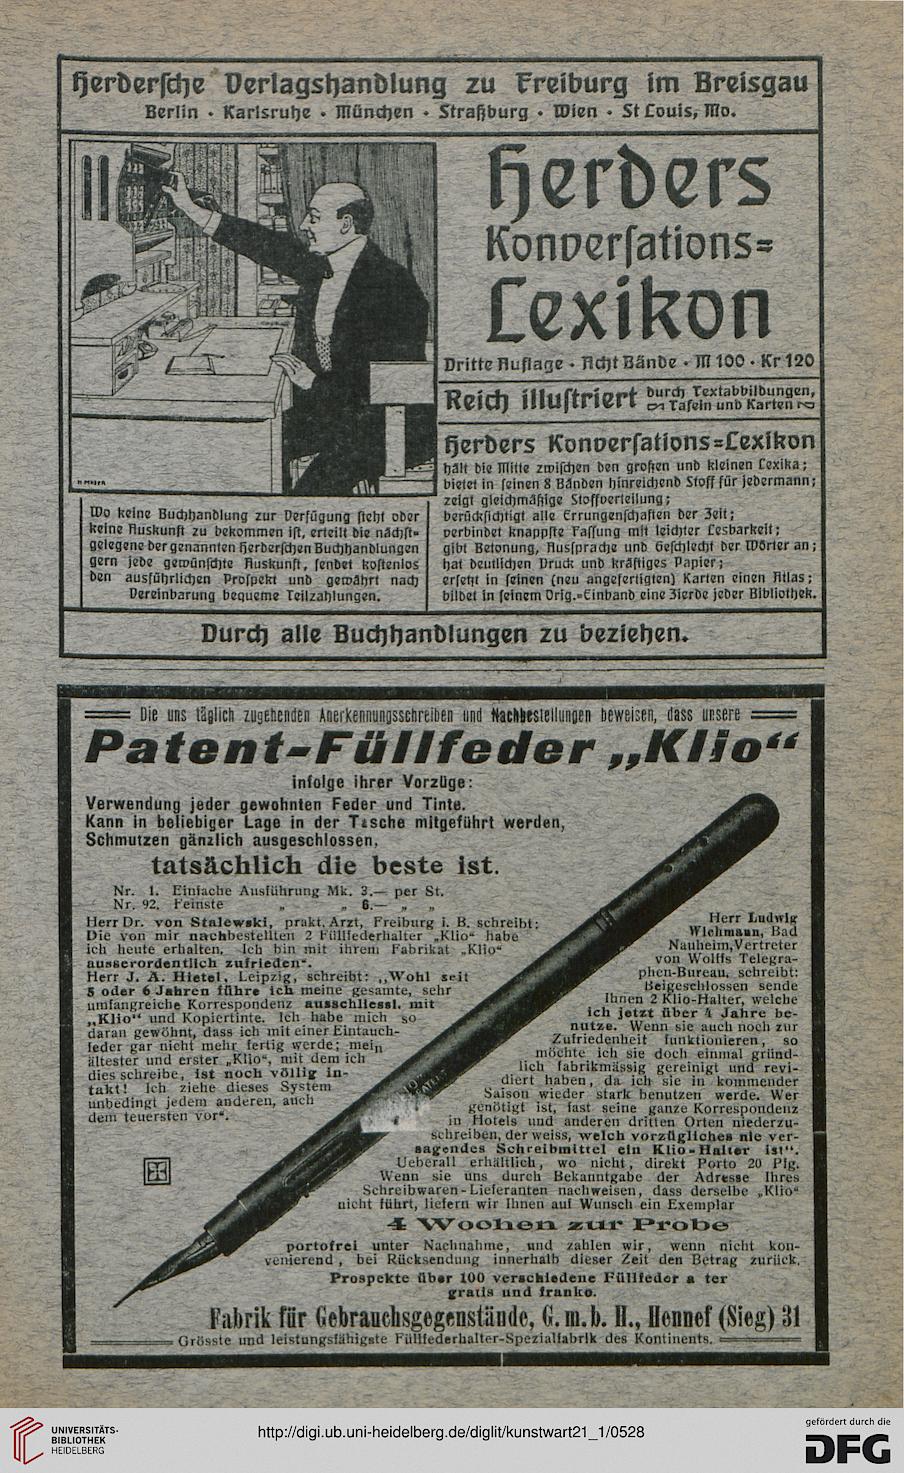 Herdersche Verlagshandlung zu Freiburg im Breisgau
Berlin · Karlsruhe · München · Straßburg · Wien · St Louis, Mo.
Herders
Konversations=
Lexikon
Dritte Auflage · Acht Bände · M 100 · Kr 120
Reich illustriert durch Textabbildungen,
Tafeln und Karten
Herders Konversations=Lexikon
hält die Mitte zwischen den großen und kleinen Lexika;
bietet in seinen 8 Bänden hinreichend Stoff für jedermann;
zeigt gleichmäßige Stoffverteilung;
berücksichtigt alle Errungenschaften der Zeit;
verbindet knappste Fassung mit leichter Lesbarkeit;
gibt Betonung, Aussprache und Geschlecht der Wörter an;
hat deutlichen Druck und kräftiges Papier;
ersetzt in seinen (neu angefertigten) Karten einen Atlas;
bildet in seinem Orig.=Einband eine Zierde jeder Bibliothek.
Wo keine Buchhandlung zur Verfügung steht oder
keine Auskunft zu bekommen ist, erteilt die nächst=
gelegene der genannten Herderschen Buchhandlungen
gern jede gewünschte Auskunft, sendet kostenlos
den ausführlichen Prospekt und gewährt nach
Vereinbarung bequeme Teilzahlungen.
Durch alle Buchhandlungen zu beziehen.
Die uns täglich zugehenden Anerkennungsschreiben und Nachbestellungen beweisen, dass unsere
Patent-Füllfeder „Klio“
infolge ihrer Vorzüge:
Verwendung jeder gewohnten Feder und Tinte.
Kann in beliebiger Lage in der Tasche mitgeführt werden,
Schmutzen gänzlich ausgeschlossen,
tatsächlich die beste ist.
Nr. 1. Einfache Ausführung Mk. 3.— per St.
Nr. 92. Feinste „ „ 6.— „ „
Herr Dr. von Stalewski, prakt. Arzt, Freiburg i. B. schreibt:
Die von mir nachbestellten 2 Füllfederhalter „Klio“ habe
ich heute erhalten. Ich bin mit ihrem Fabrikat „Klio“
ausserordentlich zufrieden“.
Herr J. A. Hietel, Leipzig, schreibt: „Wohl seit
5 oder 6 Jahren führe ich meine gesamte, sehr
umfangreiche Korrespondenz ausschliessl. mit
„Klio“ und Kopiertinte. Ich habe mich so
daran gewöhnt, dass ich mit einer Eintauch-
feder gar nicht mehr fertig werde; mein
ältester und erster „Klio“, mit dem ich
dies schreibe, ist noch völlig in-
takt! Ich ziehe dieses System
unbedingt jedem anderen, auch
dem teuersten vor“.
Herr Ludwig
Wichmann, Bad
Nauheim, Vertreter
von Wolffs Telegra-
phen-Bureau, schreibt:
Beigeschlossen sende
Ihnen 2 Klio-Halter, welche
ich jetzt über 4 Jahre be-
nutze. Wenn sie auch noch zur
Zufriedenheit funktionieren, so
möchte ich sie doch einmal gründ-
lich fabrikmässig gereinigt und revi-
diert haben, da ich sie in kommender
Saison wieder stark benutzen werde. Wer
genötigt ist, fast seine ganze Korrespondenz
in Hotels und anderen dritten Orten niederzu-
schreiben, der weiss, welch vorzügliches nie ver-
sagendes Schreibmittel ein Klio-Halter ist“.
Ueberall erhältlich, wo nicht, direkt Porto 20 Pfg.
Wenn sie uns durch Bekanntgabe der Adresse Ihres
Schreibwaren-Lieferanten nachweisen, dass derselbe „Klio“
nicht führt, liefern wir Ihnen auf Wunsch ein Exemplar
4 Wochen zur Probe
portofrei unter Nachnahme, und zahlen wir, wenn nicht kon-
venierend, bei Rücksendung innerhalb dieser Zeit den Betrag zurück.
Prospekte über 100 verschiedene Füllfeder
gratis und franko.
Fabrik für Gebrauchsgegenstände, G. m. b. H., Hennef (Sieg) 31
Grösste und leistungsfähigste Füllfederhalter-Spezialfabrik des Kontinents.
UNIVERSITÄTS-
BIBLIOTHEK
HEIDELBERG
http://digi.ub.uni-heidelberg.de/diglit/kunstwart21_1/0528
gefördert durch die
DFG